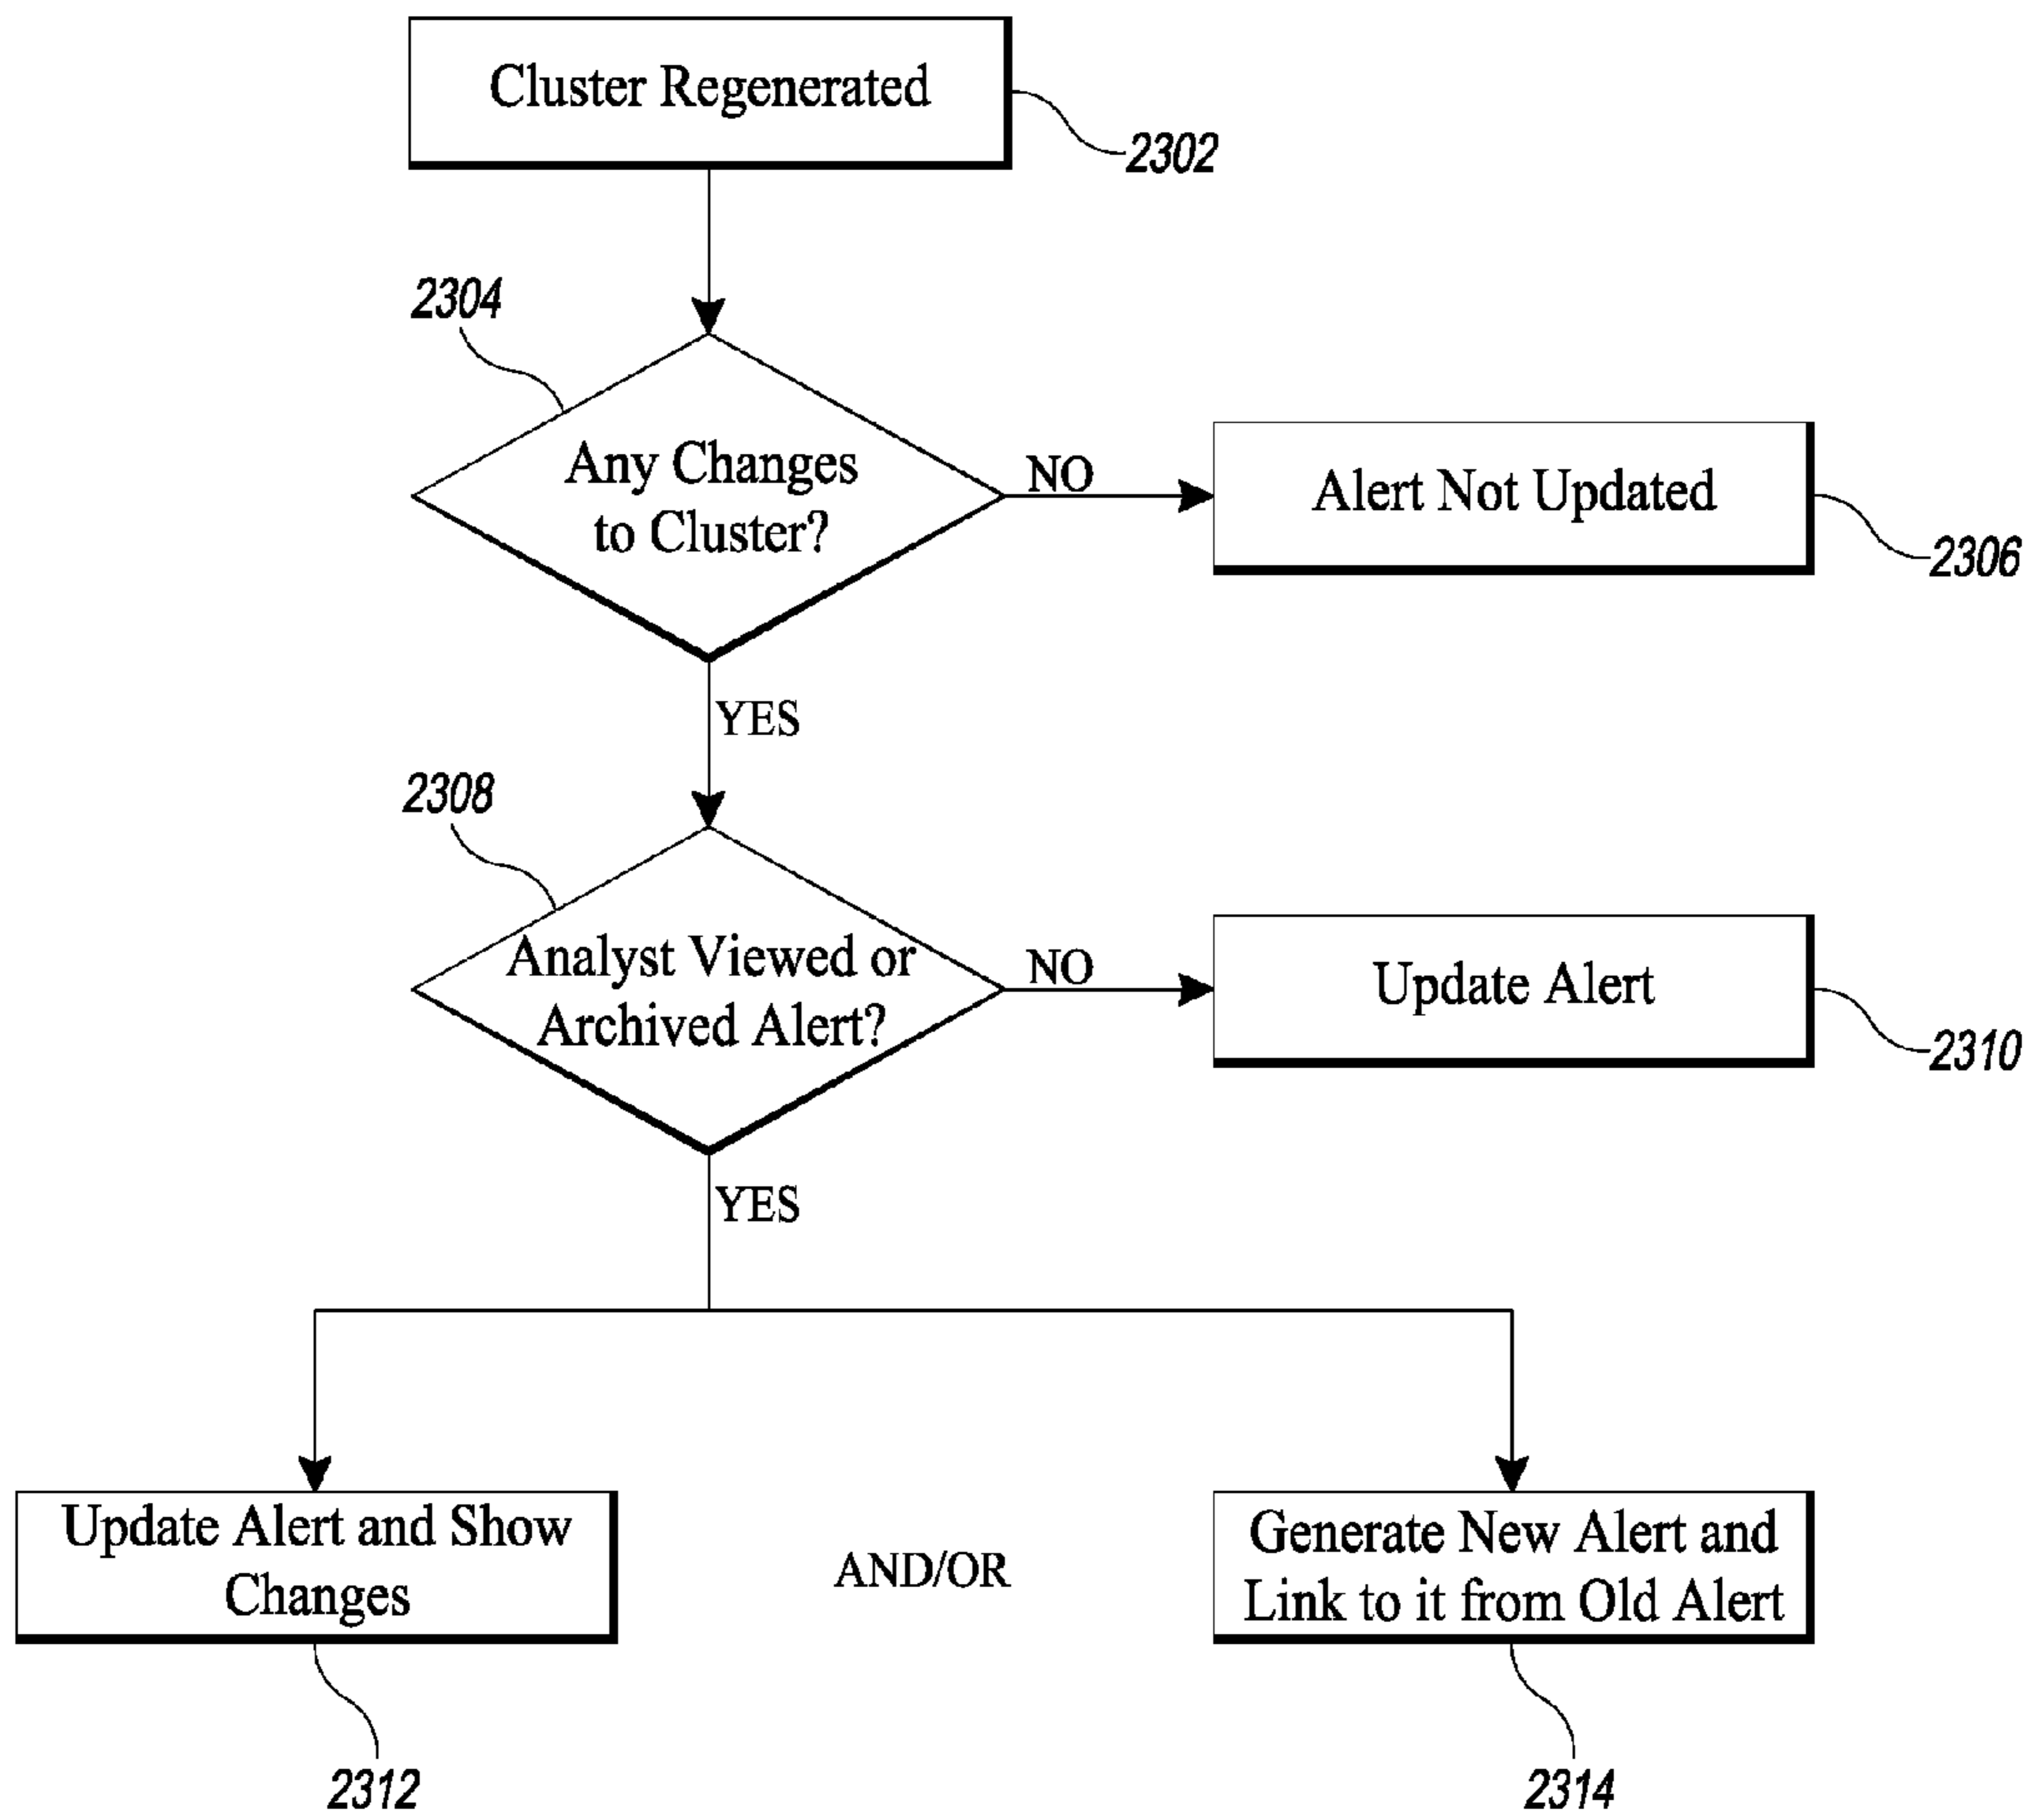 Cluster Regenerated
2302
2304
Any Changes
to Cluster?
NO
Alert Not Updated
2306
YES
2308
Analyst Viewed or
Archived Alert?
NO
Update Alert
2310
YES
Update Alert and Show
Changes
AND/OR
Generate New Alert and
Link to it from Old Alert
2312
2314